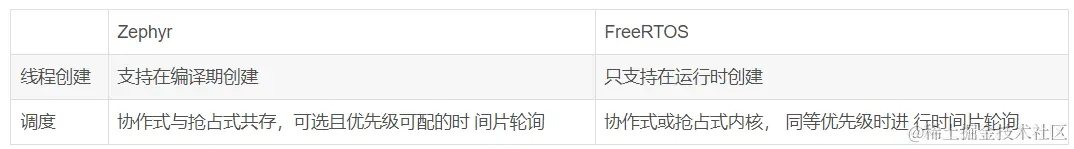 Zephyr FreeRTOS
线程创建 支持在编译期创建 只支持在运行时创建
调度 协作式与抢占式共存，可选且优先级可配的时 间片轮询 协作式或抢占式内核， 同等优先级时进 行时间片轮询
@稀土掘金技术社区